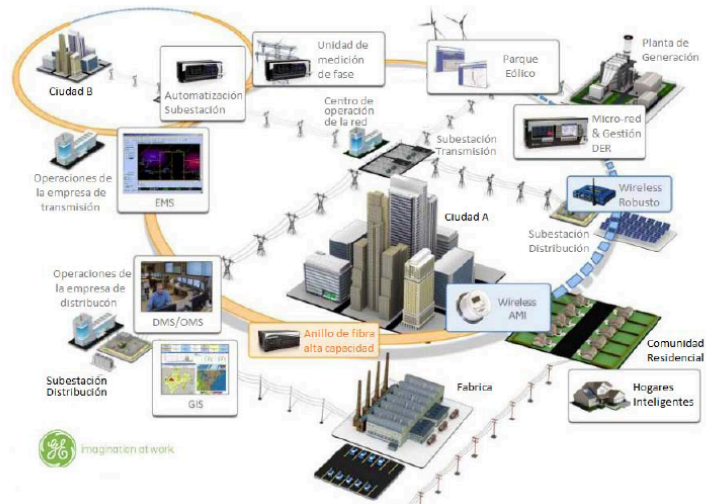 Ciudad B
Automatización
Subestación
Unidad de
medición
de fase
Parque
Eólico
Planta de
Generación
Centro de
operación
de la red
Subestación
Transmisión
Micro-red
& Gestión
DER
Operaciones de
la empresa de
transmisión
EMS
Ciudad A
Wireless
Robusto
Subestación
Distribución
Operaciones de
la empresa de
distribucón
DMS/OMS
Wireless
AMI
Anillo de fibra
alta capacidad
Comunidad
Residencial
Subestación
Distribución
GIS
Fabrica
Hogares
Inteligentes
GE
imagination at work